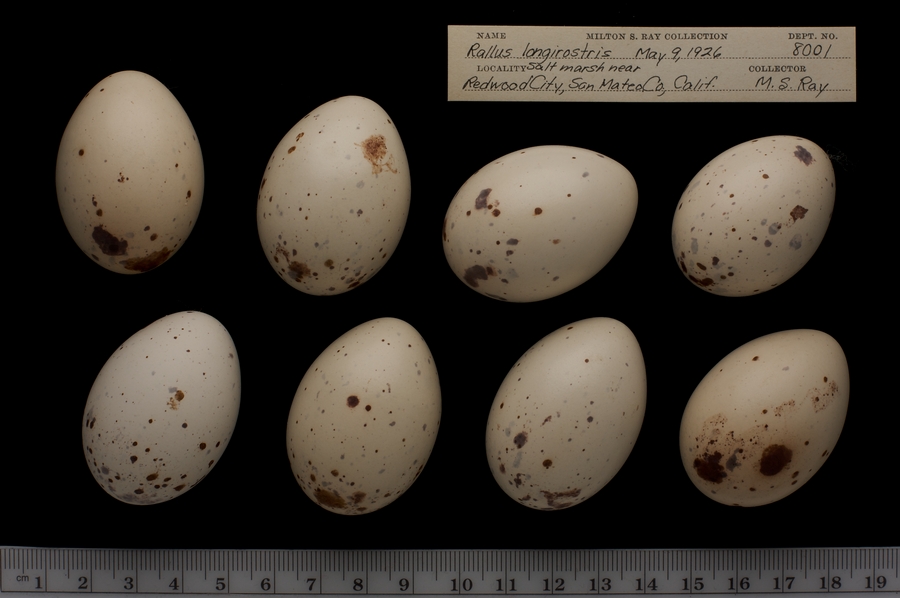 NAME MILTON S. RAY COLLECTION DEPT. NO.
Rallus longirostris May 9, 1926 8001
LOCALITY Salt marsh near COLLECTOR
Redwood City, San Mateo Co, Calif. M. S. Ray
cm 1 2 3 4 5 6 7 8 9 10 11 12 13 14 15 16 17 18 19